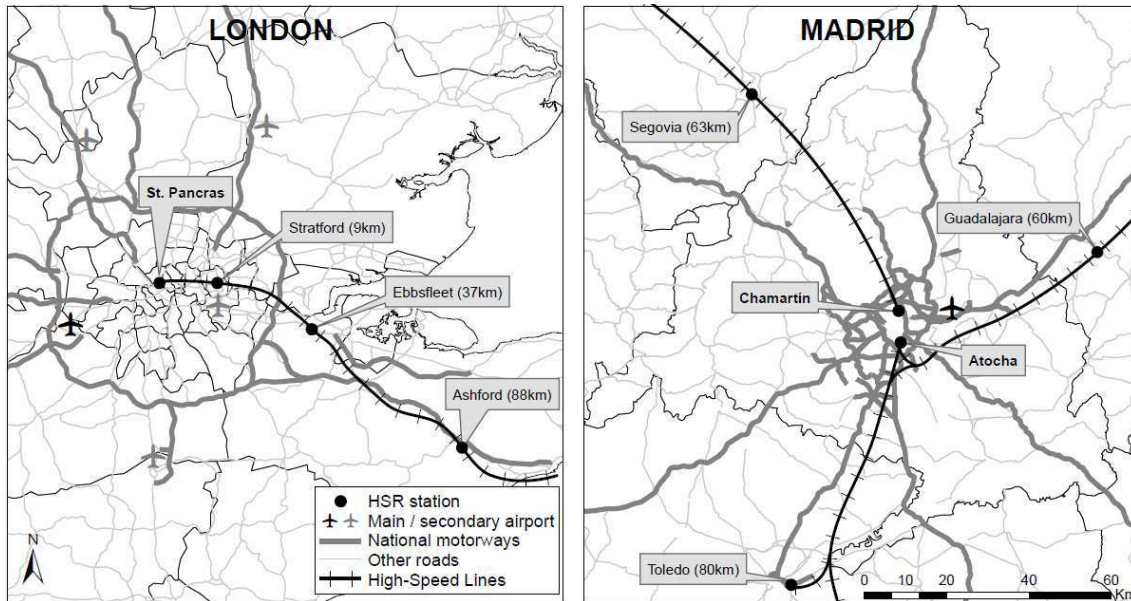 LONDON
St. Pancras
Stratford (9km)
Ebbsfleet (37km)
Ashford (88km)
HSR station
Main / secondary airport
National motorways
Other roads
High-Speed Lines
N
MADRID
Segovia (63km)
Guadalajara (60km)
Chamartín
Atocha
Toledo (80km)
0 10 20 40 60
Km